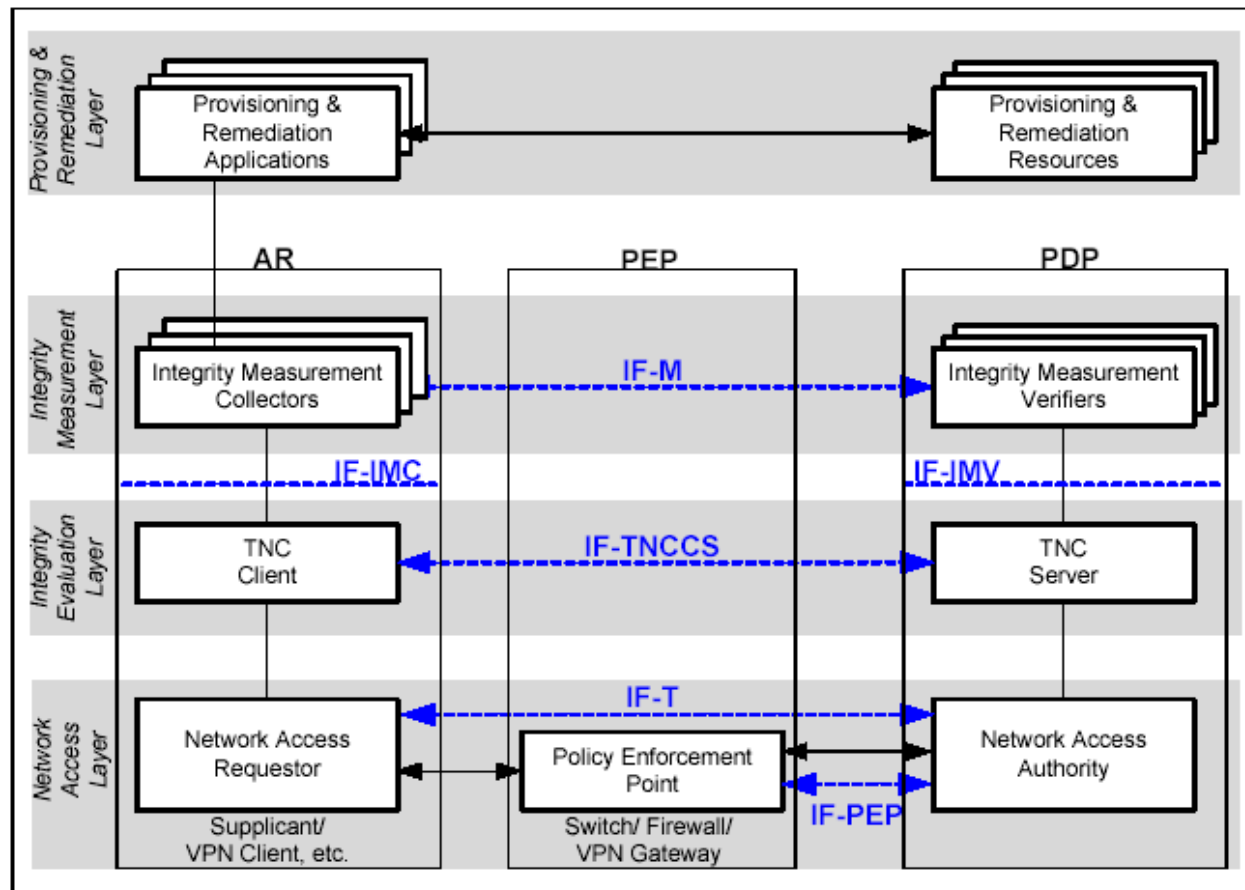 Provisioning &
Remediation
Layer
Provisioning &
Remediation
Applications
Provisioning &
Remediation
Resources
AR
PEP
PDP
Integrity
Measurement
Layer
Integrity Measurement
Collectors
IF-M
Integrity Measurement
Verifiers
IF-IMC
IF-IMV
Integrity
Evaluation
Layer
TNC
Client
IF-TNCCS
TNC
Server
Network
Access
Layer
Network Access
Requestor
IF-T
Policy Enforcement
Point
Network Access
Authority
IF-PEP
Supplicant/
VPN Client, etc.
Switch/ Firewall/
VPN Gateway